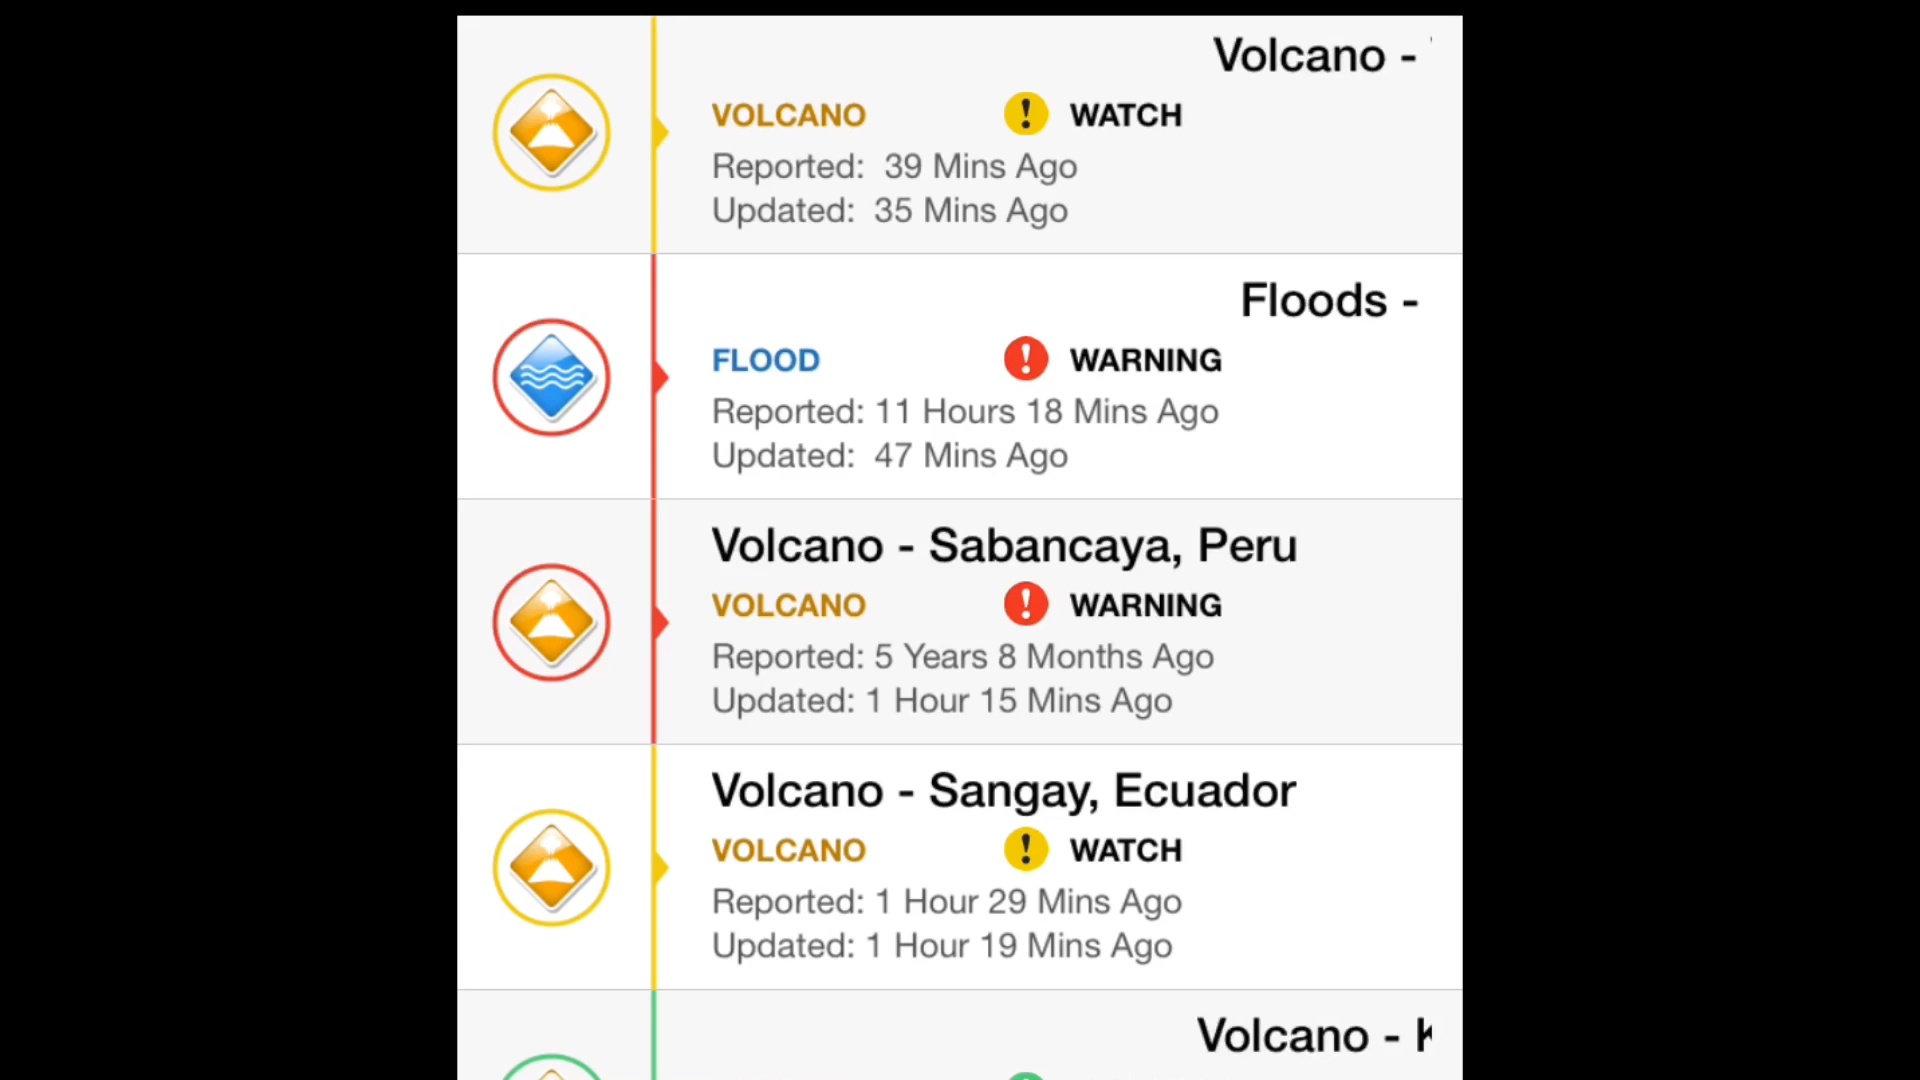 Volcano -
VOLCANO ! WATCH
Reported: 39 Mins Ago
Updated: 35 Mins Ago
Floods -
FLOOD ! WARNING
Reported: 11 Hours 18 Mins Ago
Updated: 47 Mins Ago
Volcano - Sabancaya, Peru
VOLCANO ! WARNING
Reported: 5 Years 8 Months Ago
Updated: 1 Hour 15 Mins Ago
Volcano - Sangay, Ecuador
VOLCANO ! WATCH
Reported: 1 Hour 29 Mins Ago
Updated: 1 Hour 19 Mins Ago
Volcano - K